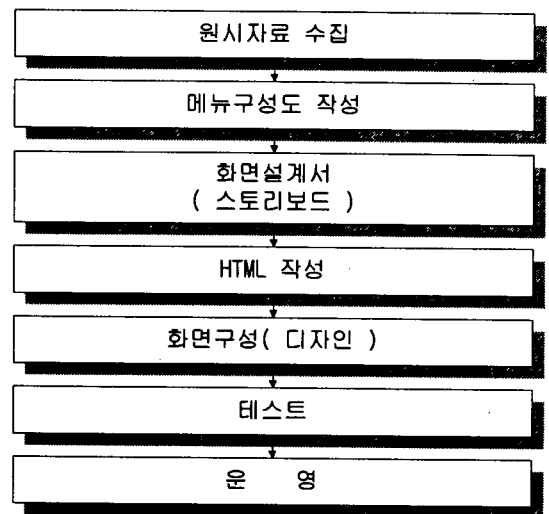 원시자료 수집
메뉴구성도 작성
화면설계서
( 스토리보드 )
HTML 작성
화면구성( 디자인 )
테스트
운 영